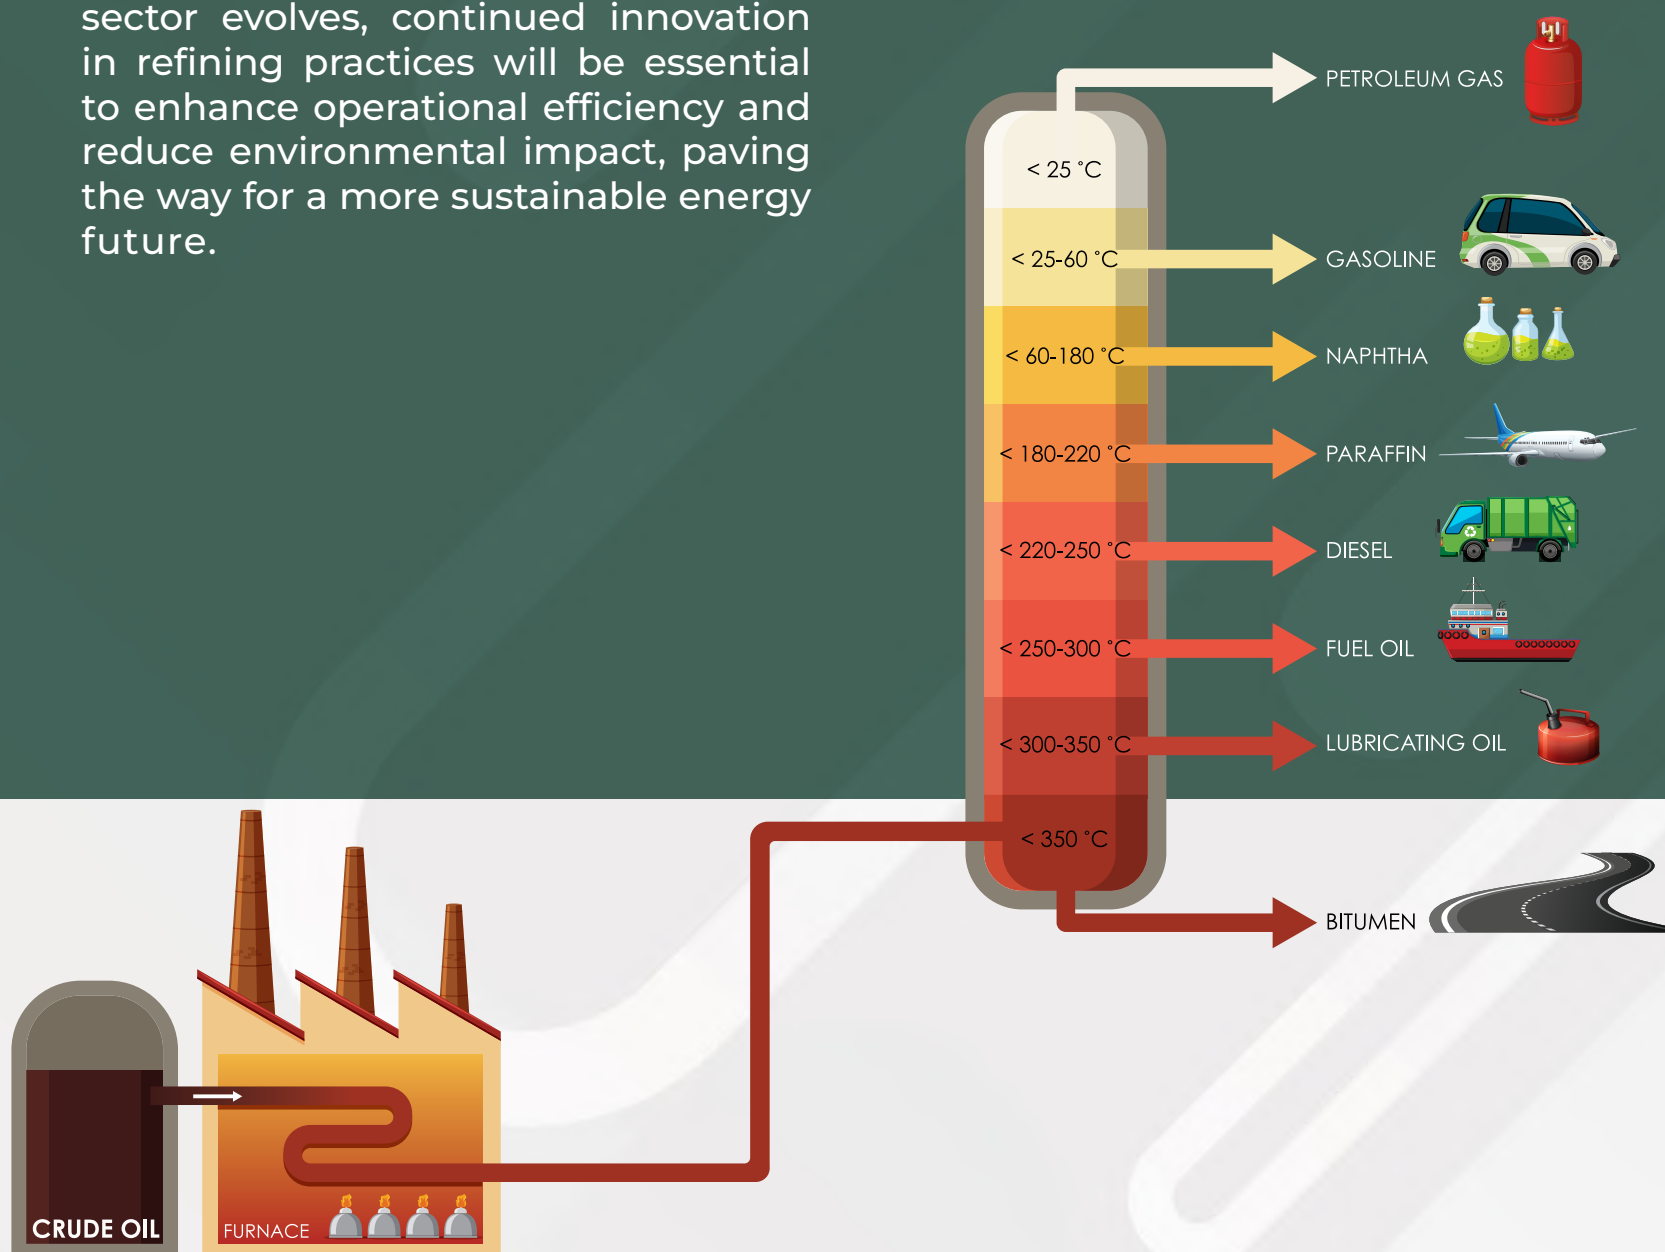 sector evolves, continued innovation
in refining practices will be essential
to enhance operational efficiency and
reduce environmental impact, paving
the way for a more sustainable energy
future.
PETROLEUM GAS
< 25 °C
< 25-60 °C
GASOLINE
< 60-180 °C
NAPHTHA
< 180-220 °C
PARAFFIN
< 220-250 °C
DIESEL
< 250-300 °C
FUEL OIL
< 300-350 °C
LUBRICATING OIL
< 350 °C
BITUMEN
CRUDE OIL
FURNACE